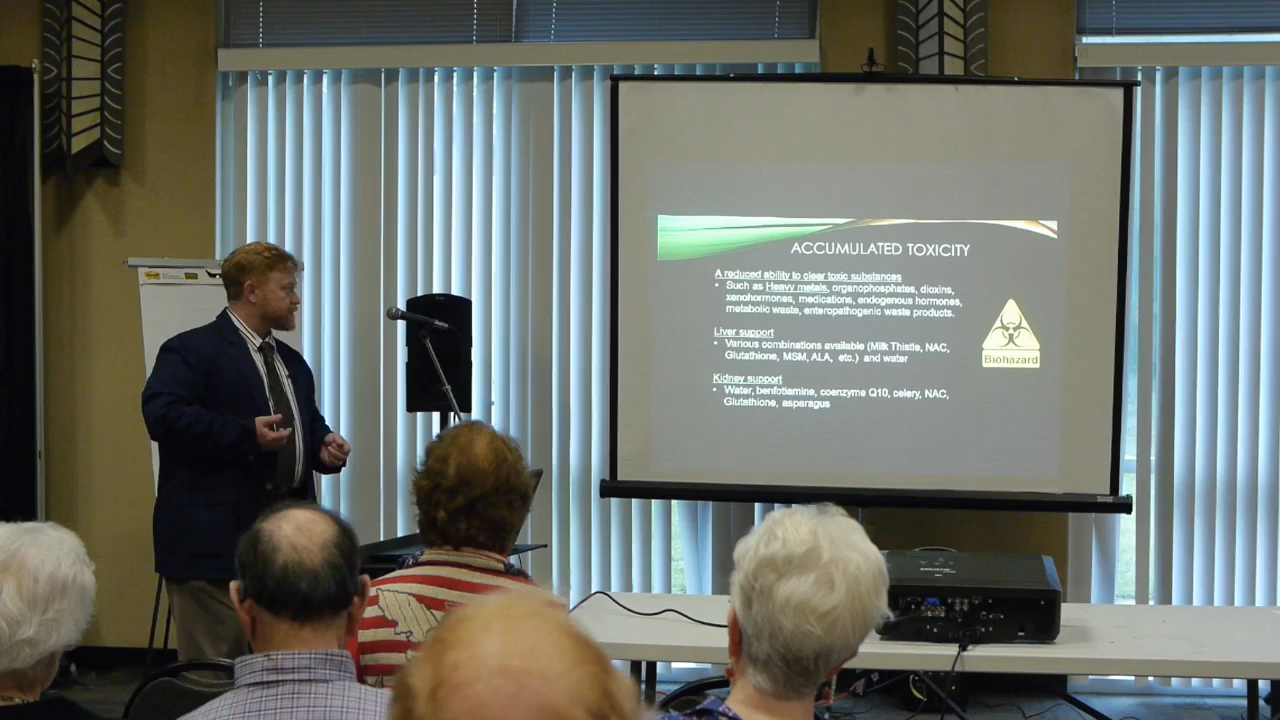 ACCUMULATED TOXICITY
A reduced ability to clear toxic substances
• Such as Heavy metals, organophosphates, dioxins,
xenohormones, medications, endogenous hormones,
metabolic waste, enteropathogenic waste products.
Liver support
• Various combinations available (Milk Thistle, NAC,
Glutathione, MSM, ALA, etc.) and water
Biohazard
Kidney support
• Water, benfotiamine, coenzyme Q10, celery, NAC,
Glutathione, asparagus